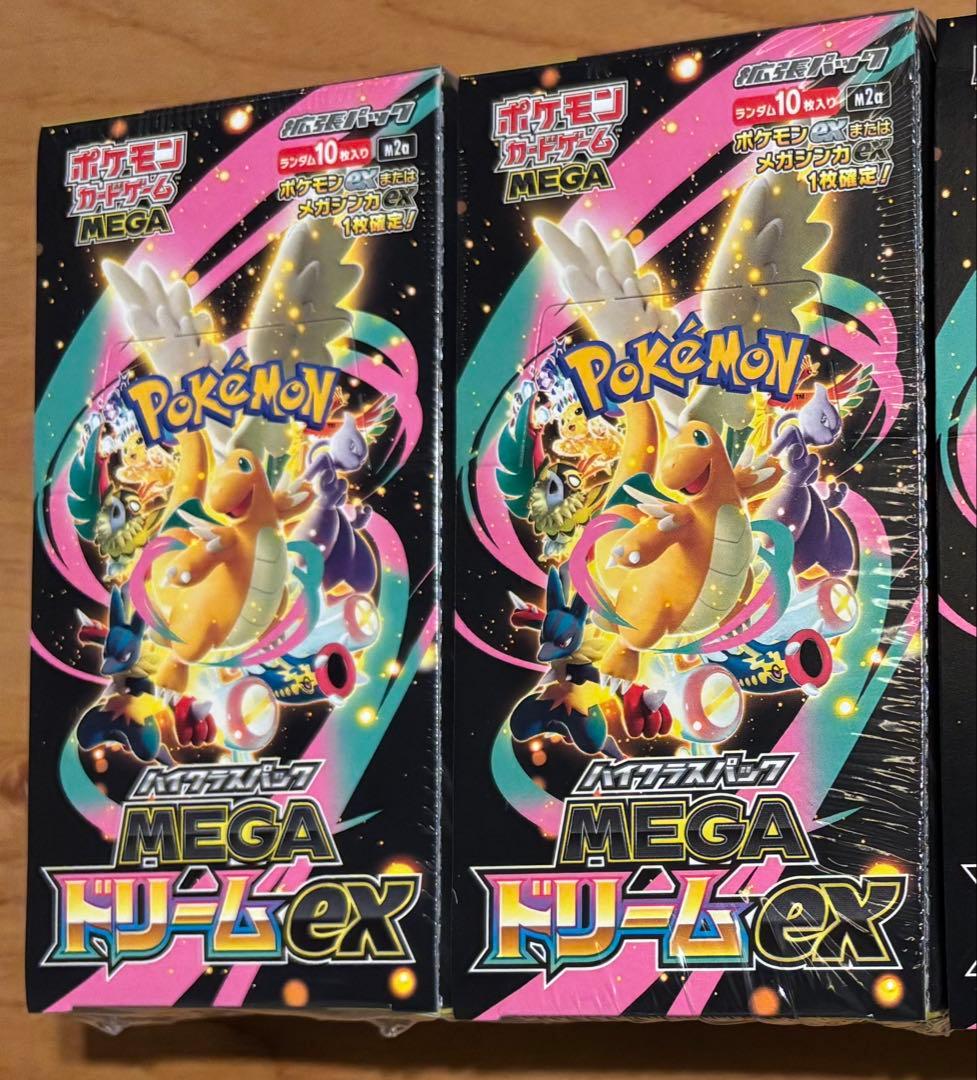 ポケモン
カードゲーム
MEGA
拡張パック
ランダム10枚入り M2a
ポケモンexまたは
メガシンカex
1枚確定!
POKéMON
ハイクラスパック
MEGA
ドリームex
ポケモン
カードゲーム
MEGA
拡張パック
ランダム10枚入り M2a
ポケモンexまたは
メガシンカex
1枚確定!
POKéMON
TM
ハイクラスパック
MEGA
ドリームex